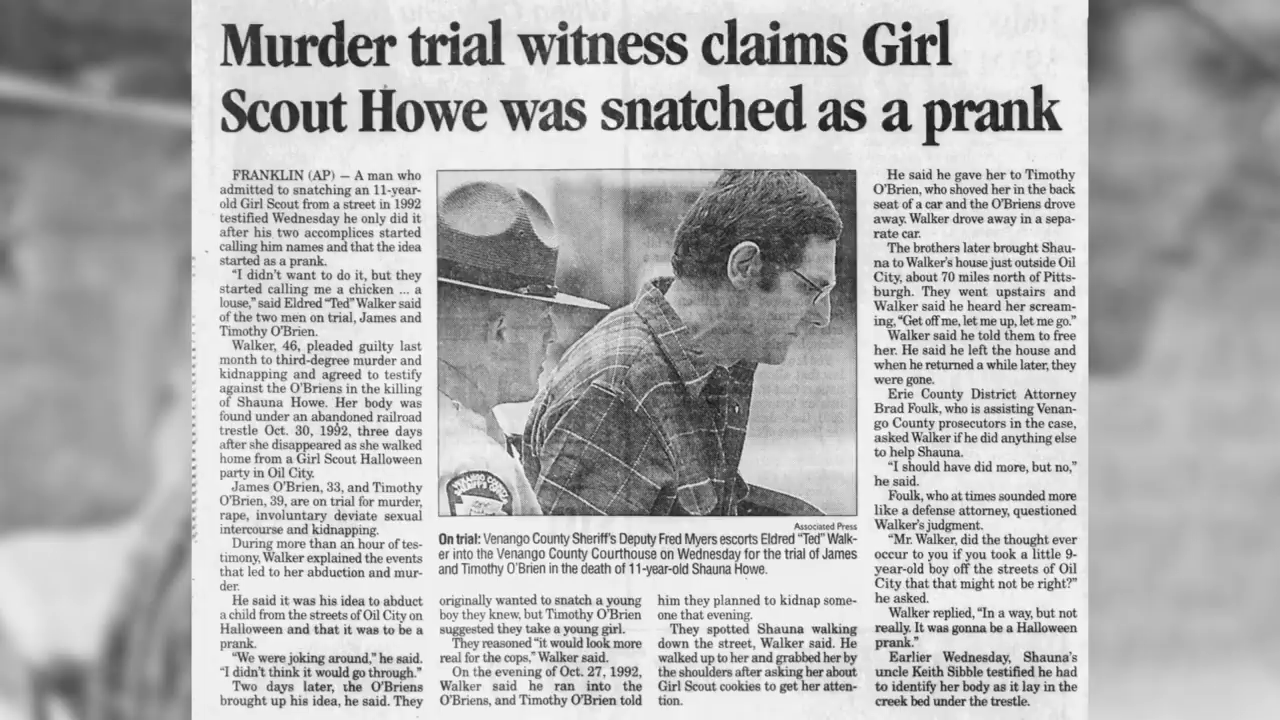 Murder trial witness claims Girl
Scout Howe was snatched as a prank
FRANKLIN (AP) — A man who
admitted to snatching an 11-year-
old Girl Scout from a street in 1992
testified Wednesday he only did it
after his two accomplices started
calling him names and that the idea
started as a prank.
"I didn't want to do it, but they
started calling me a chicken ... a
louse," said Eldred "Ted" Walker said
of the two men on trial, James and
Timothy O'Brien.
Walker, 46, pleaded guilty last
month to third-degree murder and
kidnapping and agreed to testify
against the O'Briens in the killing
of Shauna Howe. Her body was
found under an abandoned railroad
trestle Oct. 30, 1992, three days
after she disappeared as she walked
home from a Girl Scout Halloween
party in Oil City.
James O'Brien, 33, and Timothy
O'Brien, 39, are on trial for murder,
rape, involuntary deviate sexual
intercourse and kidnapping.
During more than an hour of tes-
timony, Walker explained the events
that led to her abduction and mur-
der.
He said it was his idea to abduct
a child from the streets of Oil City on
Halloween and that it was to be a
prank.
"We were joking around," he said.
"I didn't think it would go through."
Two days later, the O'Briens
brought up his idea, he said. They
Associated Press
On trial: Venango County Sheriff's Deputy Fred Myers escorts Eldred "Ted" Walk-
er into the Venango County Courthouse on Wednesday for the trial of James
and Timothy O'Brien in the death of 11-year-old Shauna Howe.
originally wanted to snatch a young
boy they knew, but Timothy O'Brien
suggested they take a young girl.
They reasoned "it would look more
real for the cops," Walker said.
On the evening of Oct. 27, 1992,
Walker said he ran into the
O'Briens, and Timothy O'Brien told
him they planned to kidnap some-
one that evening.
They spotted Shauna walking
down the street, Walker said. He
walked up to her and grabbed her by
the shoulders after asking her about
Girl Scout cookies to get her atten-
tion.
He said he gave her to Timothy
O'Brien, who shoved her in the back
seat of a car and the O'Briens drove
away. Walker drove away in a sepa-
rate car.
The brothers later brought Shau-
na to Walker's house just outside Oil
City, about 70 miles north of Pitts-
burgh. They went upstairs and
Walker said he heard her scream-
ing, "Get off me, let me up, let me go."
Walker said he told them to free
her. He said he left the house and
when he returned a while later, they
were gone.
Erie County District Attorney
Brad Foulk, who is assisting Venan-
go County prosecutors in the case,
asked Walker if he did anything else
to help Shauna.
"I should have did more, but no,"
he said.
Foulk, who at times sounded more
like a defense attorney, questioned
Walker's judgment.
"Mr. Walker, did the thought ever
occur to you if you took a little 9-
year-old boy off the streets of Oil
City that that might not be right?"
he asked.
Walker replied, "In a way, but not
really. It was gonna be a Halloween
prank."
Earlier Wednesday, Shauna's
uncle Keith Sibble testified he had
to identify her body as it lay in the
creek bed under the trestle.